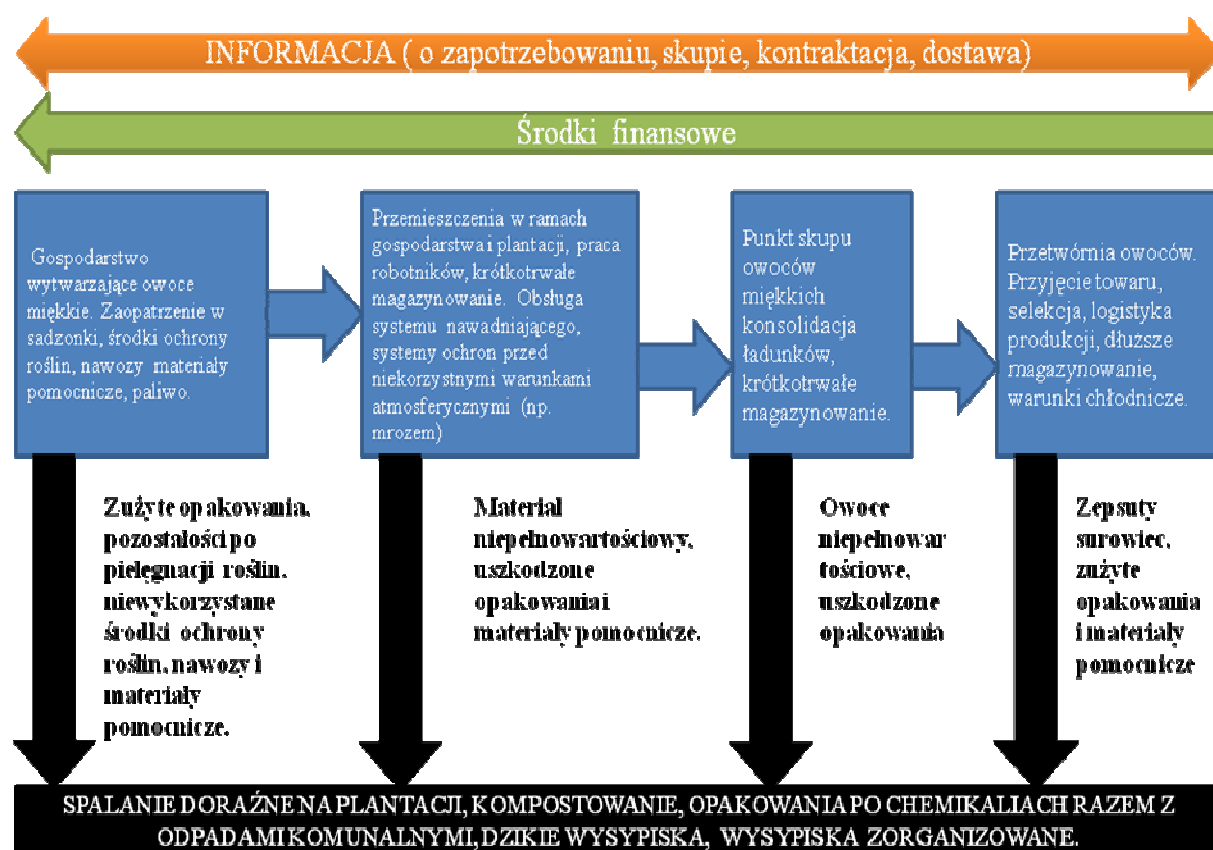 INFORMACJA ( o zapotrzebowaniu, skupie, kontraktacja, dostawa)
Środki finansowe
Gospodarstwo
wytwarzające owoce
miękkie. Zaopatrzenie w
sadzonki, środki ochrony
roślin, nawozy materiały
pomocnicze, paliwo.
Przemieszczenia w ramach
gospodarstwa i plantacji, praca
robotników, krótkotrwałe
magazynowanie. Obsługa
systemu nawadniającego,
systemy ochron przed
niekorzystnymi warunkami
atmosferycznymi (np.
mrozem)
Punkt skupu
owoców
miękkich
konsolidacja
ładunków,
krótkotrwałe
magazynowanie.
Przetwórnia owoców.
Przyjęcie towaru,
selekcja, logistyka
produkcji, dłuższe
magazynowanie,
warunki chłodnicze.
Zużyte opakowania,
pozostałości po
pielęgnacji roślin,
niewykorzystane
środki ochrony
roślin, nawozy i
materiały
pomocnicze.
Materiał
niepełnowartościowy,
uszkodzone
opakowania i
materiały pomocnicze.
Owoce
niepełnowar
tościowe,
uszkodzone
opakowania
Zepsuty
surowiec,
zużyte
opakowania
i materiały
pomocnicze
SPALANIE DORAŹNE NA PLANTACJI, KOMPOSTOWANIE, OPAKOWANIA PO CHEMIKALIACH RAZEM Z
ODPADAMI KOMUNALNYMI, DZIKIE WYSYPISKA, WYSYPISKA ZORGANIZOWANE.